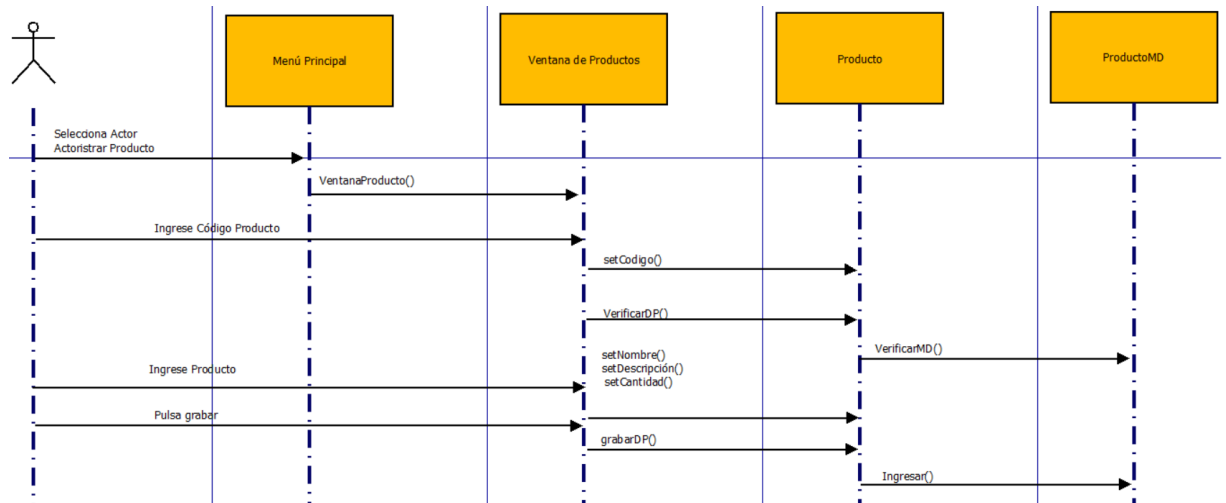 Menú Principal
Ventana de Productos
Producto
ProductoMD
Selecciona Actor
Actoristrar Producto
VentanaProducto()
Ingrese Código Producto
setCodigo()
VerificarDP()
VerificarMD()
setNombre()
setDescripción()
setCantidad()
Ingrese Producto
Pulsa grabar
grabarDP()
Ingresar()